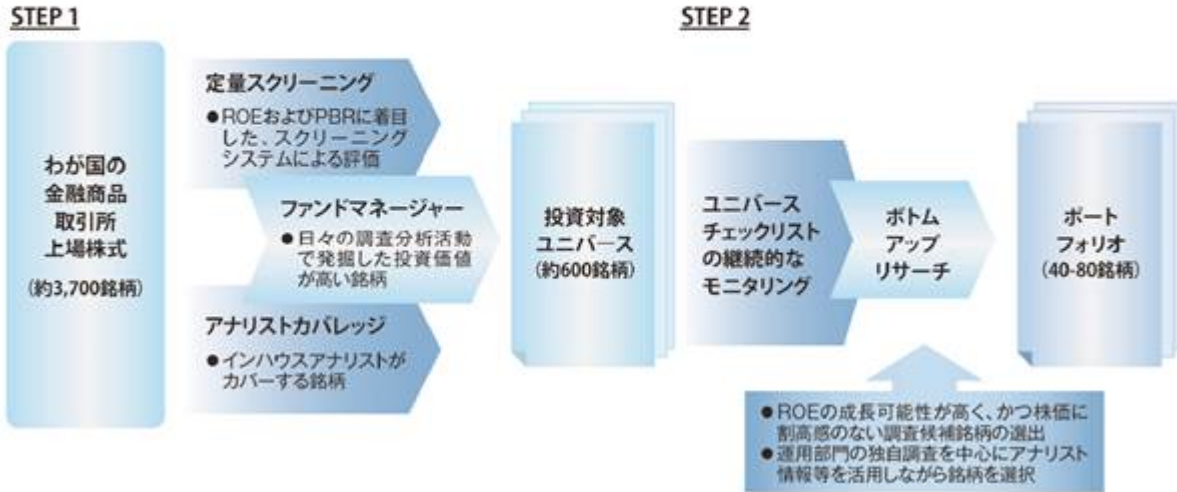 STEP 1
わが国の
金融商品
取引所
上場株式
(約3,700銘柄)
定量スクリーニング
●ROEおよびPBRに着目
した、スクリーニング
システムによる評価
ファンドマネージャー
●日々の調査分析活動
で発掘した投資価値
が高い銘柄
アナリストカバレッジ
●インハウスアナリストが
カバーする銘柄
投資対象
ユニバース
(約600銘柄)
STEP 2
ユニバース
チェックリスト
の継続的な
モニタリング
ボトム
アップ
リサーチ
●ROEの成長可能性が高く、かつ株価に
割高感のない調査候補銘柄の選出
●運用部門の独自調査を中心にアナリスト
情報等を活用しながら銘柄を選択
ポート
フォリオ
(40-80銘柄)